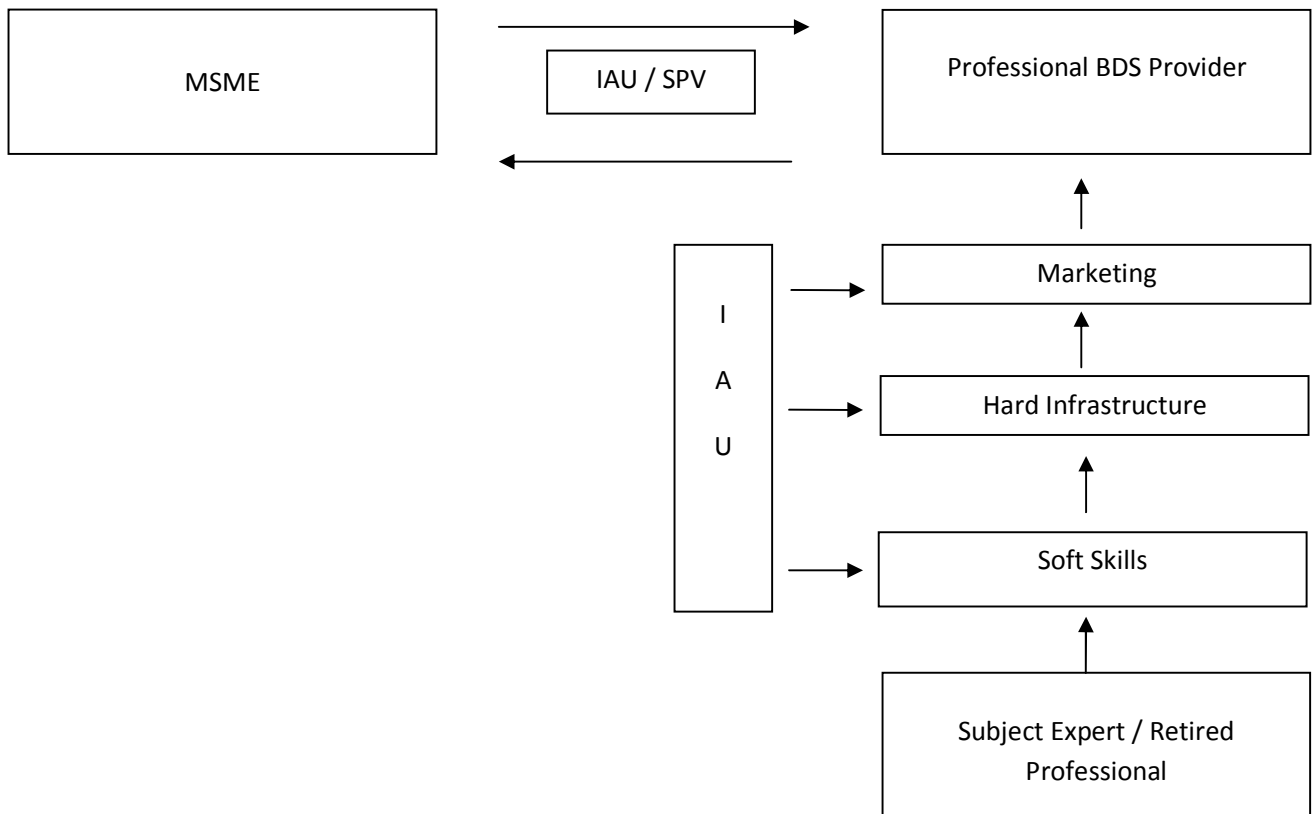 MSME
IAU / SPV
Professional BDS Provider
Marketing
I
A
U
Hard Infrastructure
Soft Skills
Subject Expert / Retired
Professional